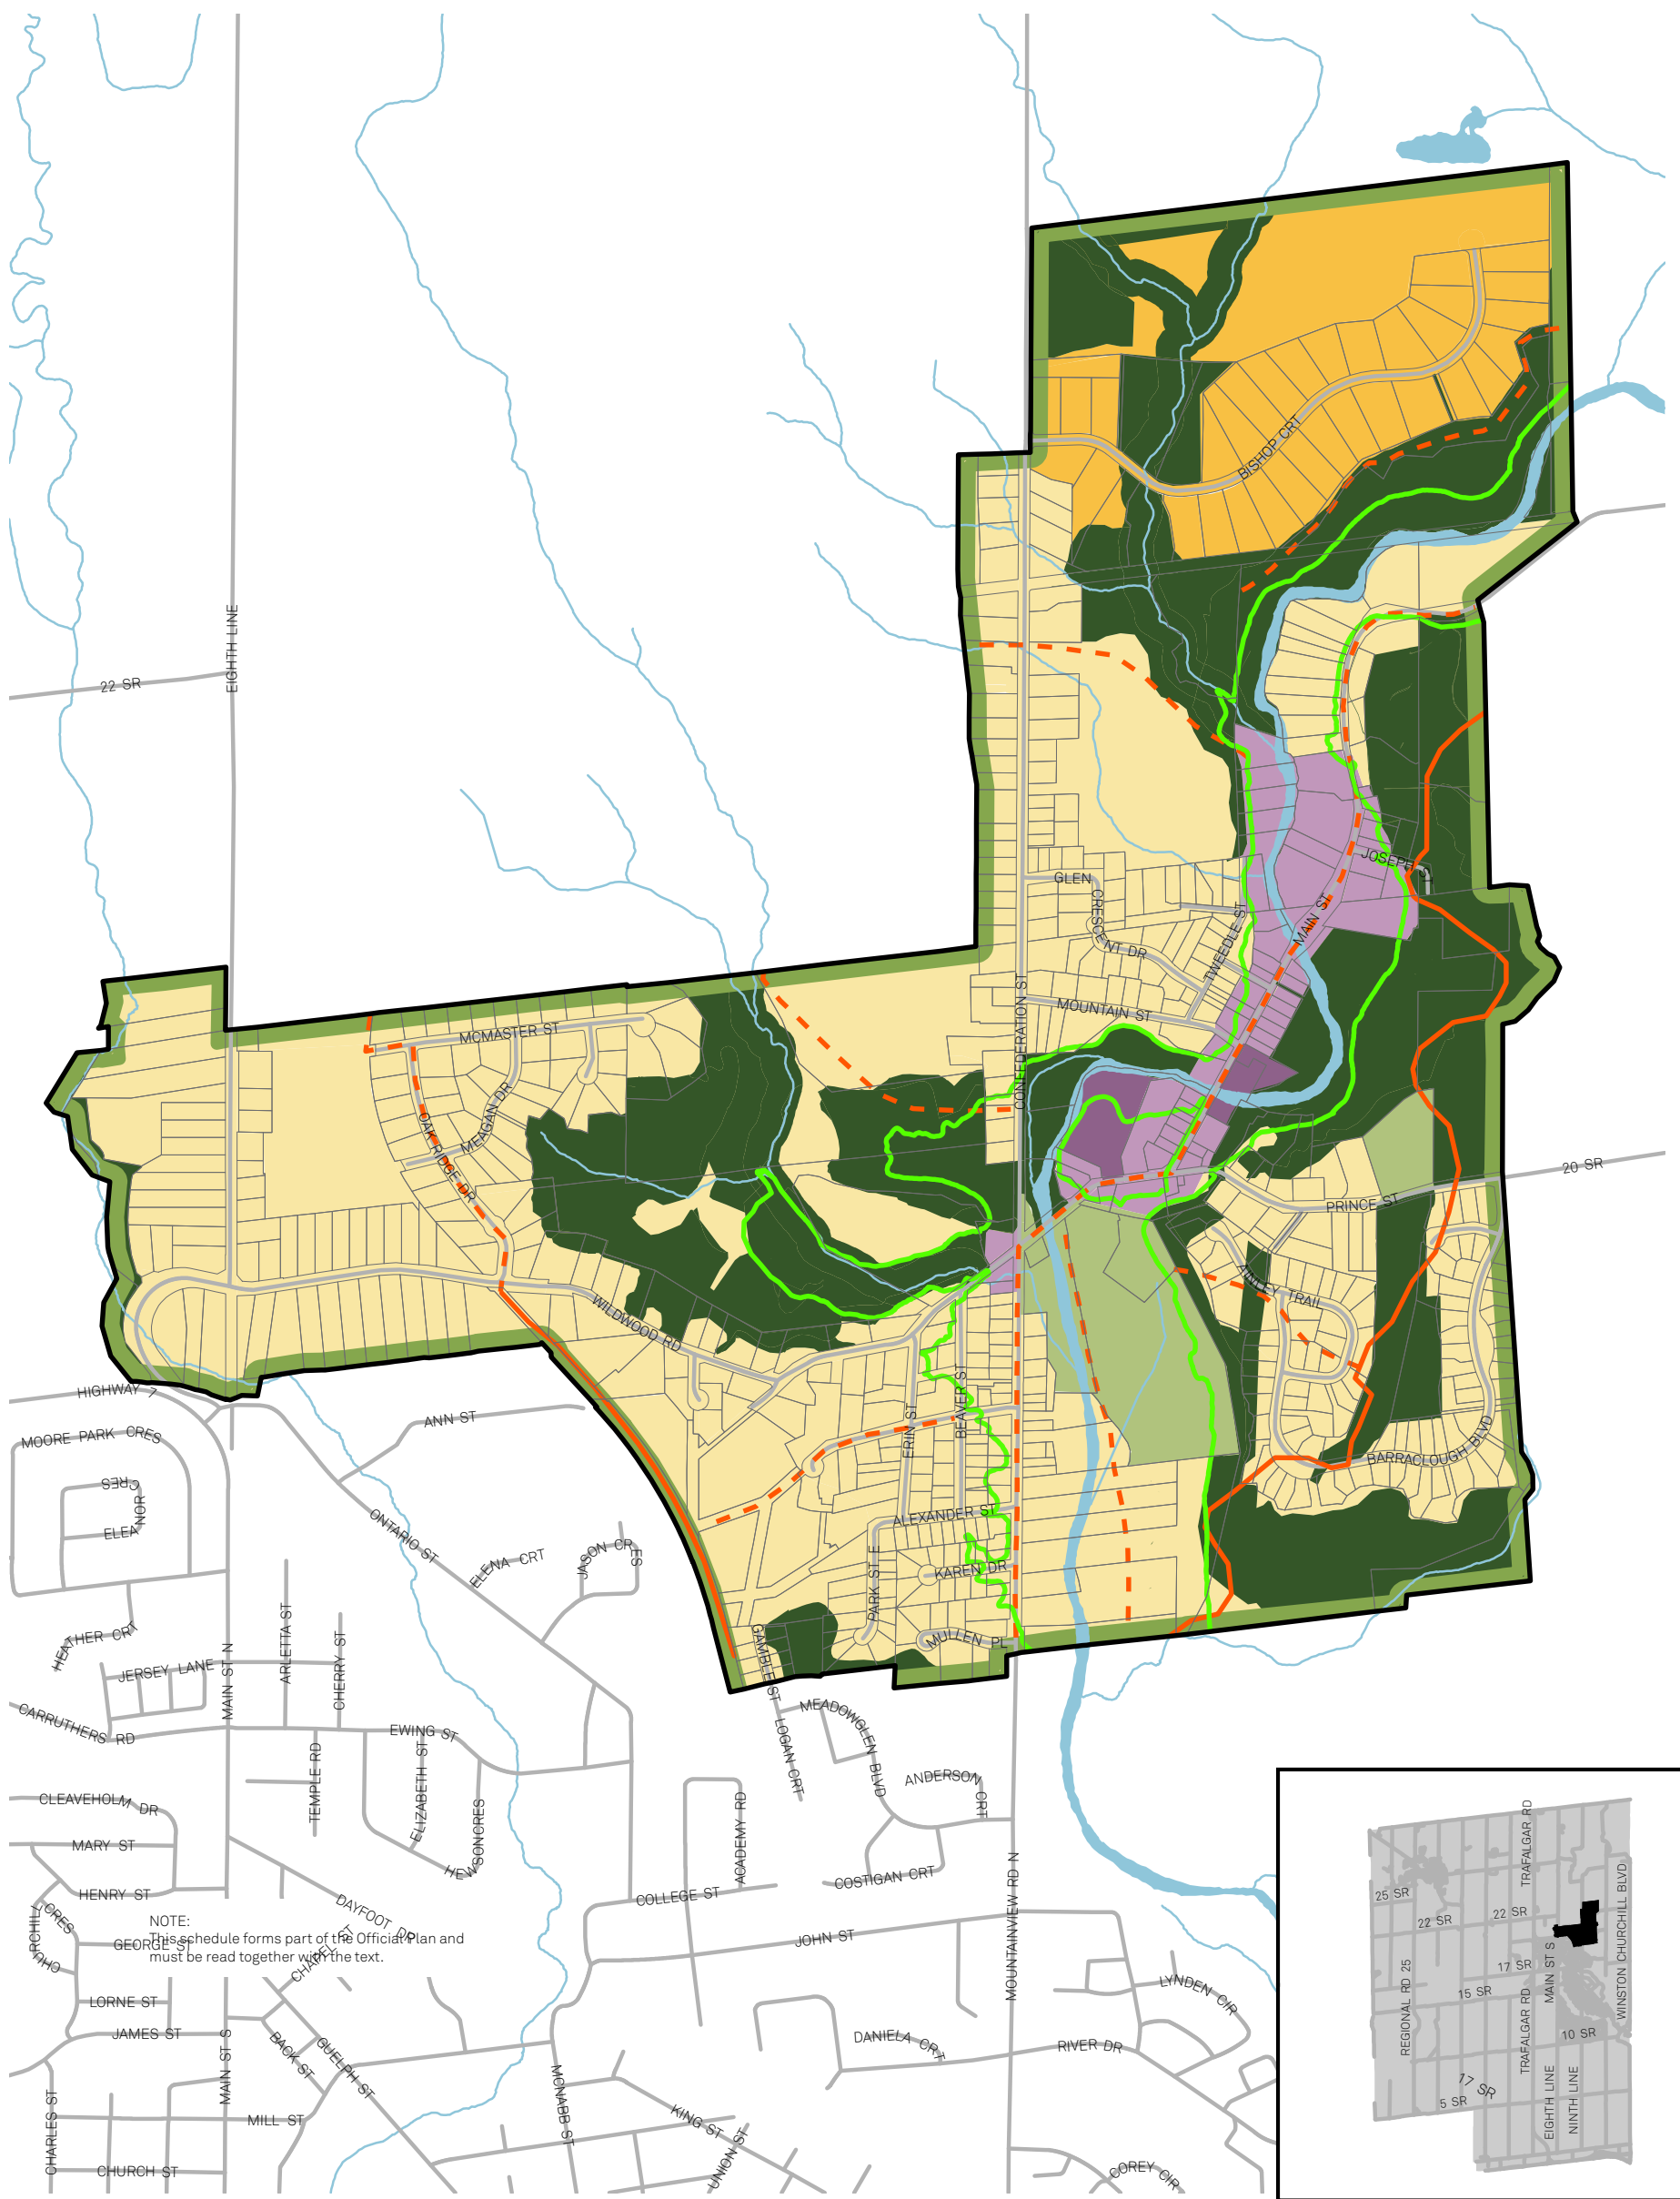 BISHOP CRT
EIGHTH LINE
22 SR
GLEN
CRESCENT DR
JOSEPH ST
MAIN ST
TWEEDLE ST
MOUNTAIN ST
CONFEDERATION ST
MCMASTER ST
MEAGAN DR
OAK RIDGE DR
20 SR
PRINCE ST
AINLEY TRAIL
WILDWOOD RD
BEAVER ST
ERIN ST
BARRACLOUGH BLVD
HIGHWAY 7
ANN ST
MOORE PARK CRES
ELEA
NOR
CRES
ONTARIO ST
ELENA CRT
JASON CRES
ALEXANDER ST
KAREN DR
PARK ST E
MULLEN PL
GAMBLE ST
HEATHER CRT
JERSEY LANE
MAIN ST N
ARLETTA ST
CHERRY ST
CARRUTHERS RD
EWING ST
TEMPLE RD
ELIZABETH ST
HEWSON CRES
LOGAN CRT
MEADOWGLEN BLVD
ANDERSON CRT
CLEAVEHOLM DR
MARY ST
HENRY ST
ACADEMY RD
COLLEGE ST
COSTIGAN CRT
MOUNTAINVIEW RD N
DAYFOOT DR
CHURCHILL CRES
GEORGE ST
CHAPEL ST
NOTE:
This schedule forms part of the Official Plan and
must be read together with the text.
JOHN ST
LYNDEN CIR
LORNE ST
JAMES ST
BACK ST
GUELPH ST
MAIN ST S
DANIELA CRT
RIVER DR
CHARLES ST
MILL ST
MCNABB ST
KING ST
UNION ST
CHURCH ST
COREY CIR
TRAFALGAR RD
25 SR
22 SR
22 SR
WINSTON CHURCHILL BLVD
MAIN ST S
17 SR
15 SR
REGIONAL RD 25
TRAFALGAR RD
10 SR
17 SR
5 SR
EIGHTH LINE
NINTH LINE